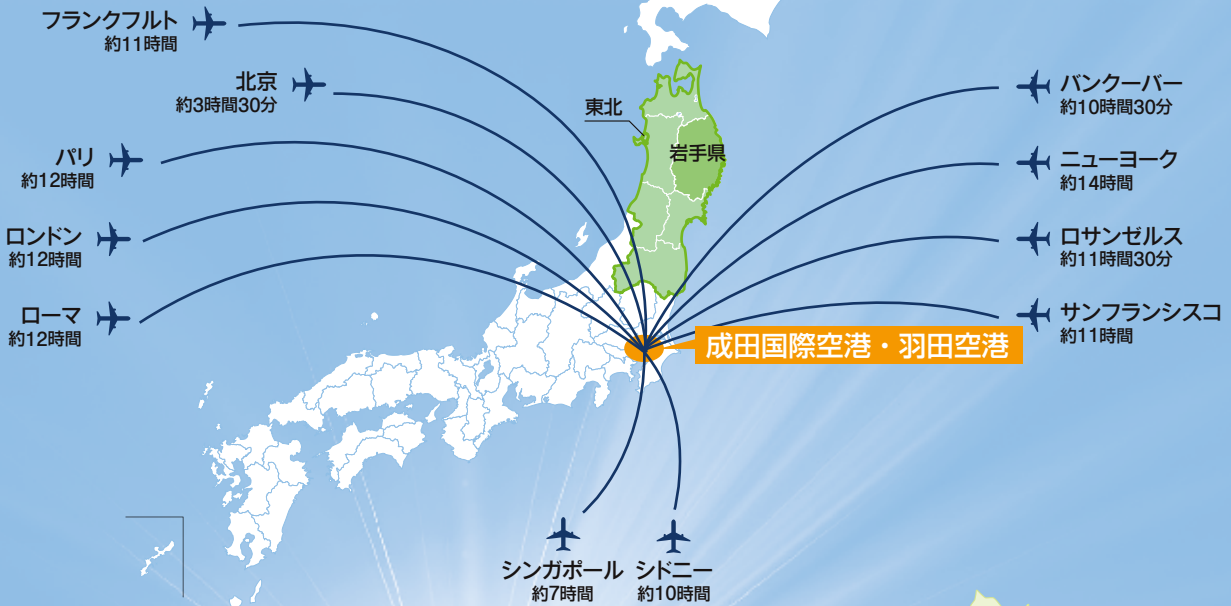 フランクフルト
約11時間
北京
約3時間30分
パリ
約12時間
ロンドン
約12時間
ローマ
約12時間
東北
岩手県
バンクーバー
約10時間30分
ニューヨーク
約14時間
ロサンゼルス
約11時間30分
サンフランシスコ
約11時間
成田国際空港・羽田空港
シンガポール
約7時間
シドニー
約10時間